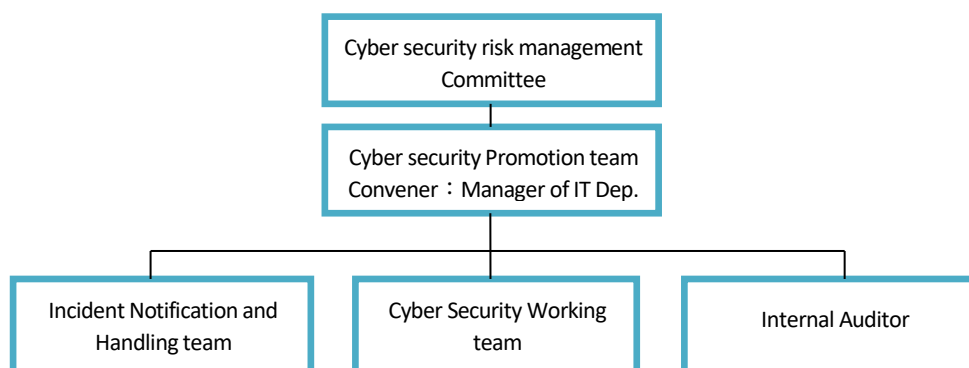 Cyber security risk management
Committee
Cyber security Promotion team
Convener：Manager of IT Dep.
Incident Notification and
Handling team
Cyber Security Working
team
Internal Auditor